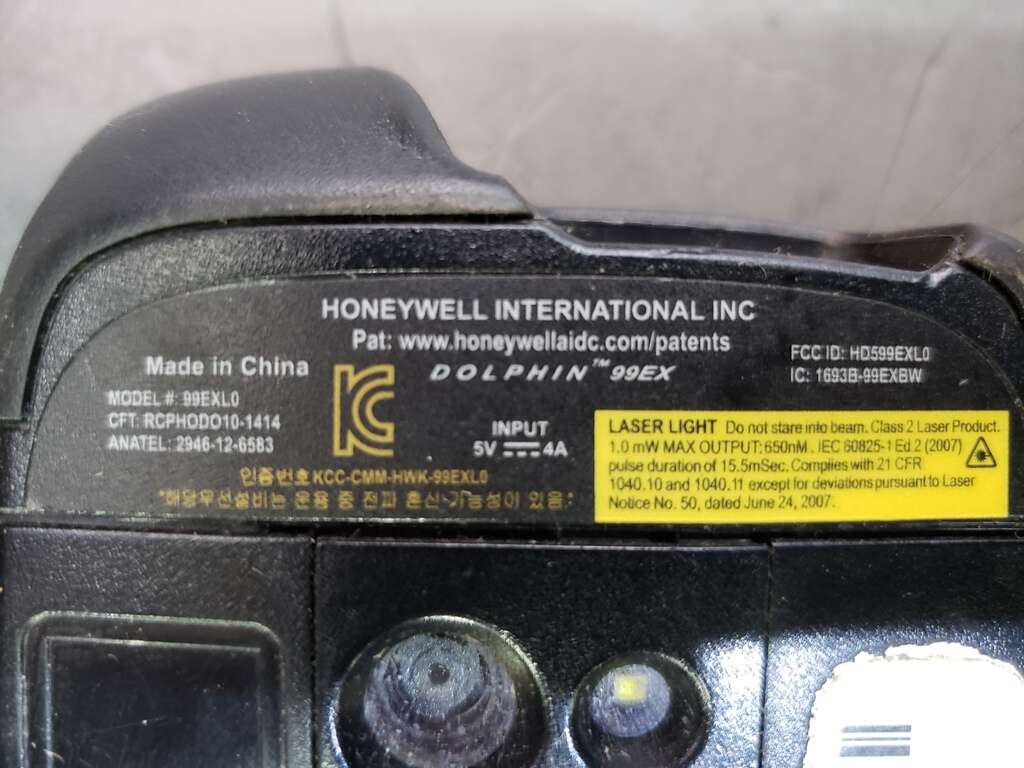 HONEYWELL INTERNATIONAL INC
Pat: www.honeywellaidc.com/patents
Made in China
DOLPHIN™ 99EX
FCC ID: HD599EXL0
IC: 1693B-99EXBW
MODEL #: 99EXL0
CFT: RCPHODO10-1414
ANATEL: 2946-12-6583
INPUT
5V 4A
LASER LIGHT Do not stare into beam. Class 2 Laser Product.
1.0 mW MAX OUTPUT: 650nM. IEC 60825-1 Ed 2 (2007)
pulse duration of 15.5mSec. Complies with 21 CFR
1040.10 and 1040.11 except for deviations pursuant to Laser
Notice No. 50, dated June 24, 2007.
인증번호 KCC-CMM-HWK-99EXL0
"해당무선설비는 운용 중 전파 혼신 가능성이 있음."